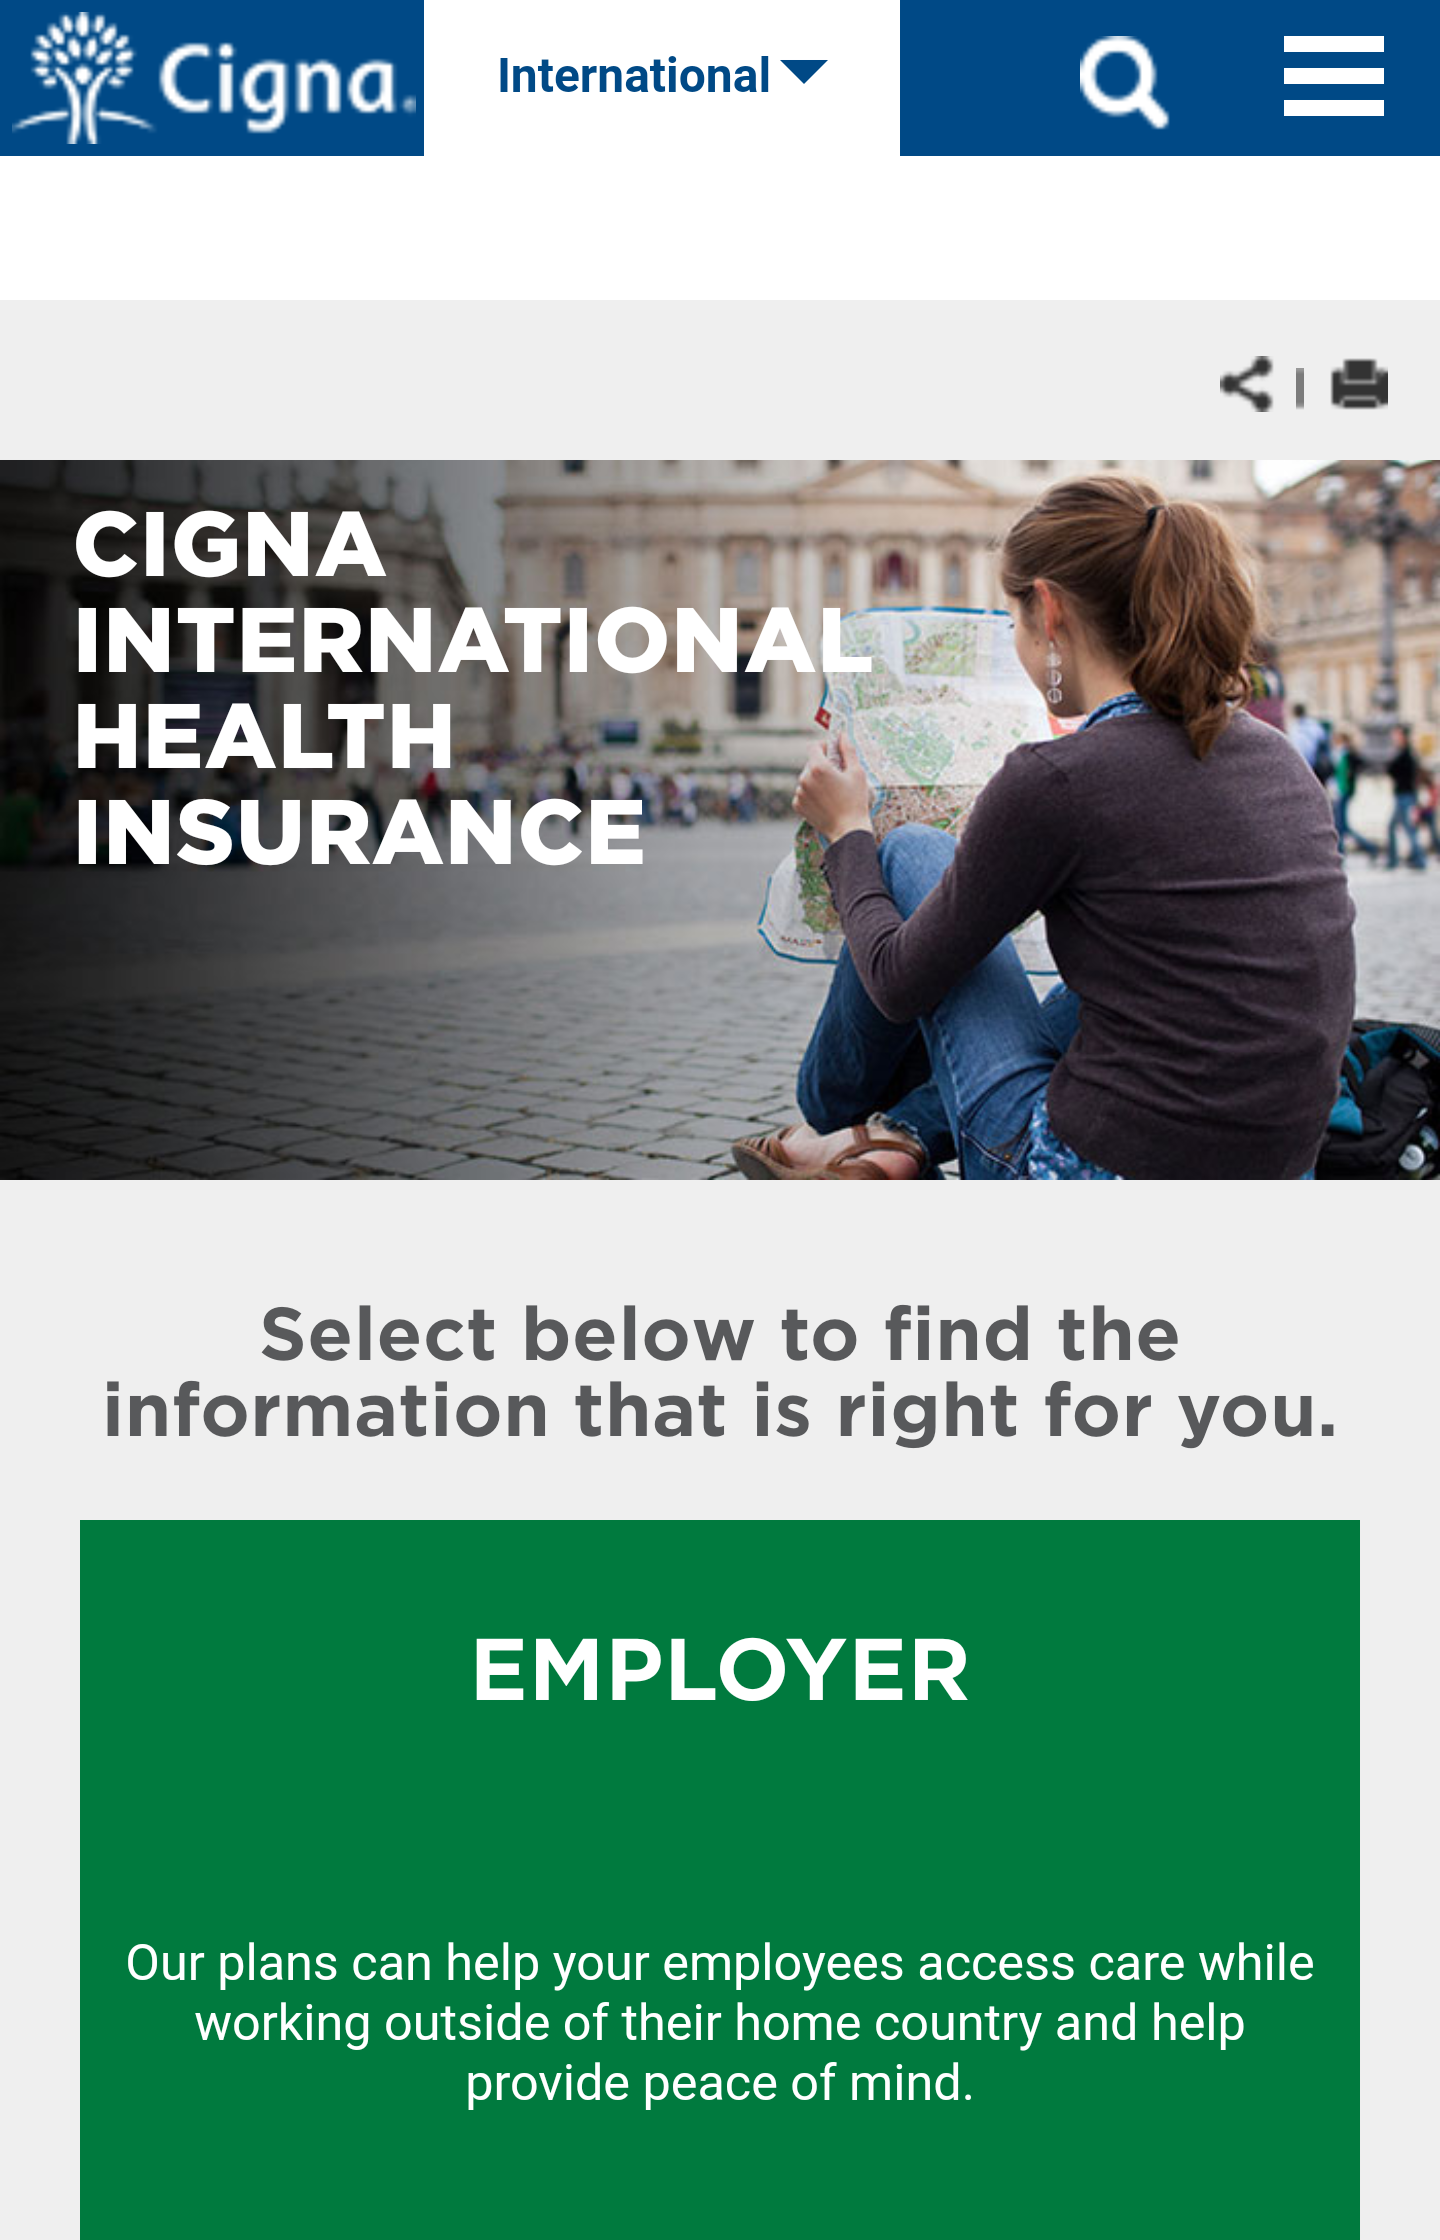 Cigna.
International
CIGNA
INTERNATIONAL
HEALTH
INSURANCE
Select below to find the
information that is right for you.
EMPLOYER
Our plans can help your employees access care while
working outside of their home country and help
provide peace of mind.